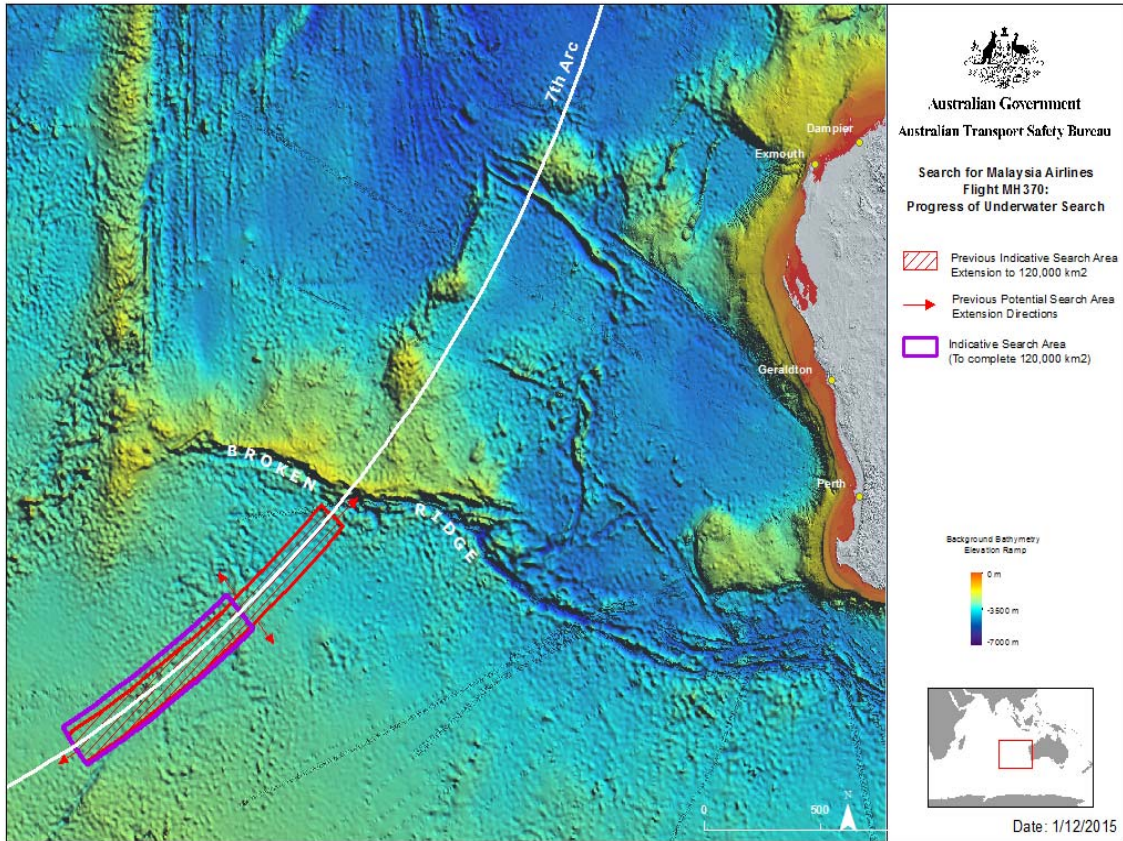 7th Arc
Dampier
Exmouth
Geraldton
Perth
BROKEN
RIDGE
0 500
N
Australian Government
Australian Transport Safety Bureau
Search for Malaysia Airlines
Flight MH370:
Progress of Underwater Search
Previous Indicative Search Area
Extension to 120,000 km2
Previous Potential Search Area
Extension Directions
Indicative Search Area
(To complete 120,000 km2)
Background Bathymetry
Elevation Ramp
0 m
-3500 m
-7000 m
Date: 1/12/2015